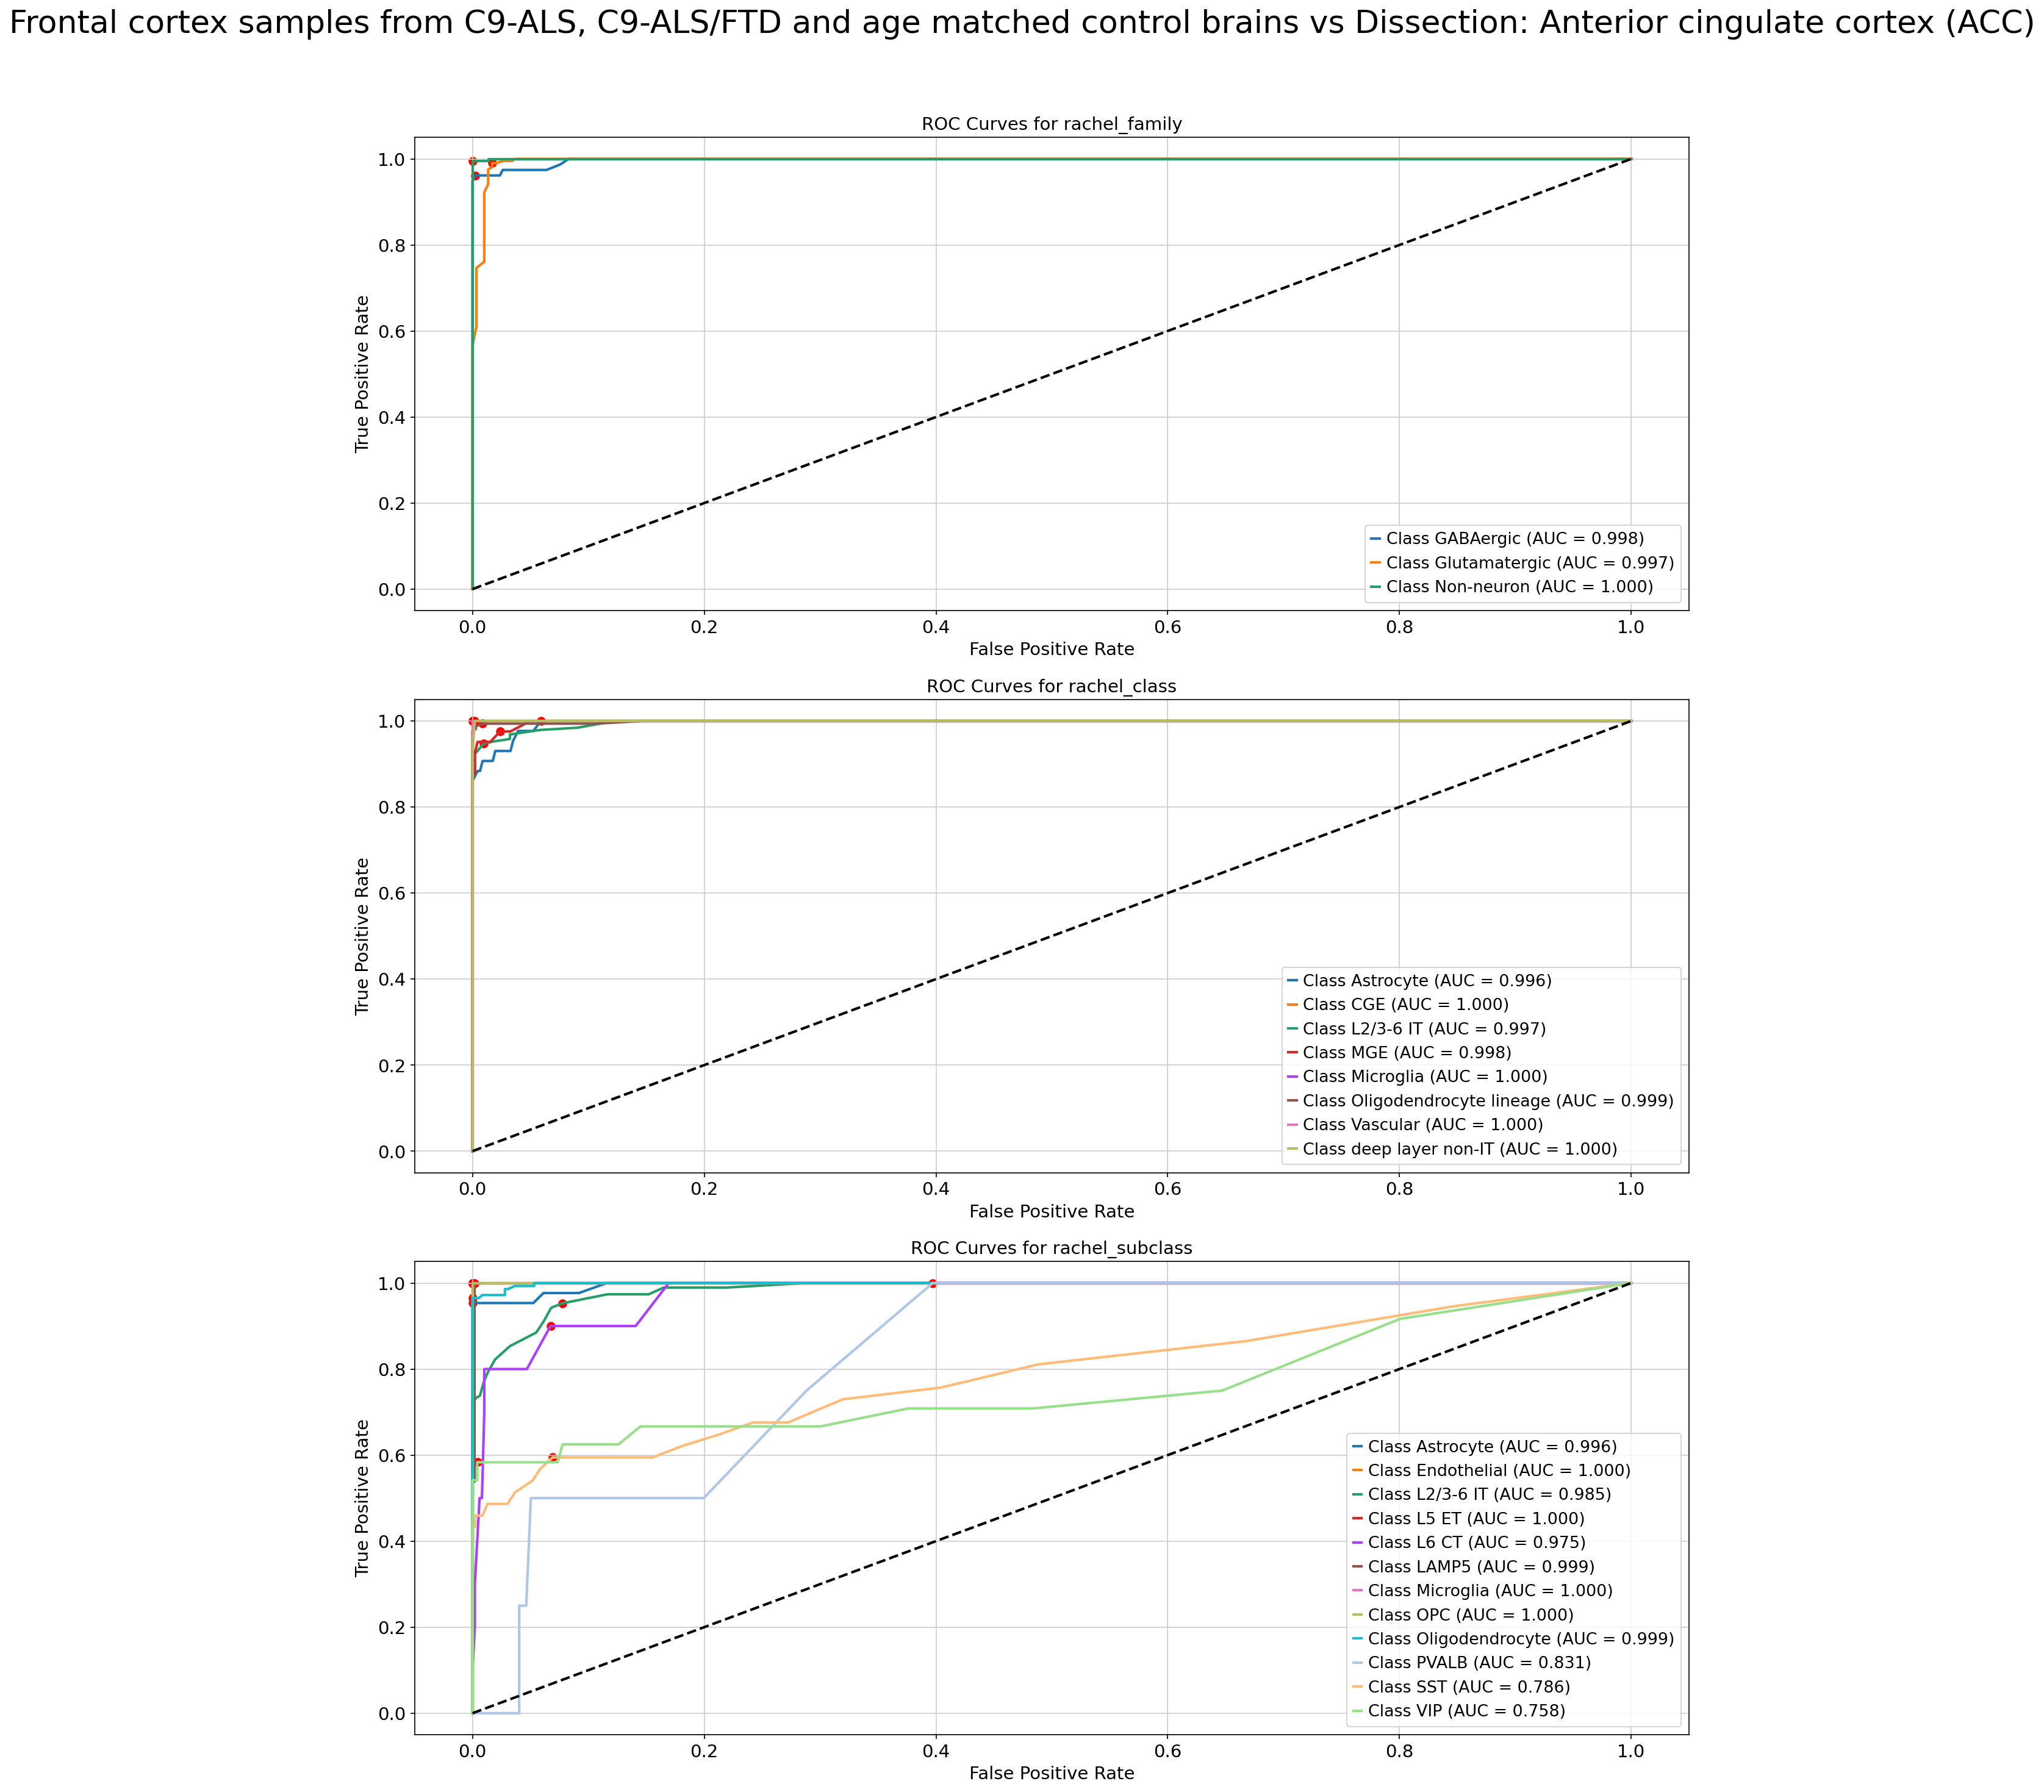 Frontal cortex samples from C9-ALS, C9-ALS/FTD and age matched control brains vs Dissection: Anterior cingulate cortex (ACC)
ROC Curves for rachel_family
True Positive Rate
1.0
0.8
0.6
0.4
0.2
0.0
Class GABAergic (AUC = 0.998)
Class Glutamatergic (AUC = 0.997)
Class Non-neuron (AUC = 1.000)
0.0 0.2 0.4 0.6 0.8 1.0
False Positive Rate
ROC Curves for rachel_class
True Positive Rate
1.0
0.8
0.6
0.4
0.2
0.0
Class Astrocyte (AUC = 0.996)
Class CGE (AUC = 1.000)
Class L2/3-6 IT (AUC = 0.997)
Class MGE (AUC = 0.998)
Class Microglia (AUC = 1.000)
Class Oligodendrocyte lineage (AUC = 0.999)
Class Vascular (AUC = 1.000)
Class deep layer non-IT (AUC = 1.000)
0.0 0.2 0.4 0.6 0.8 1.0
False Positive Rate
ROC Curves for rachel_subclass
True Positive Rate
1.0
0.8
0.6
0.4
0.2
0.0
Class Astrocyte (AUC = 0.996)
Class Endothelial (AUC = 1.000)
Class L2/3-6 IT (AUC = 0.985)
Class L5 ET (AUC = 1.000)
Class L6 CT (AUC = 0.975)
Class LAMP5 (AUC = 0.999)
Class Microglia (AUC = 1.000)
Class OPC (AUC = 1.000)
Class Oligodendrocyte (AUC = 0.999)
Class PVALB (AUC = 0.831)
Class SST (AUC = 0.786)
Class VIP (AUC = 0.758)
0.0 0.2 0.4 0.6 0.8 1.0
False Positive Rate